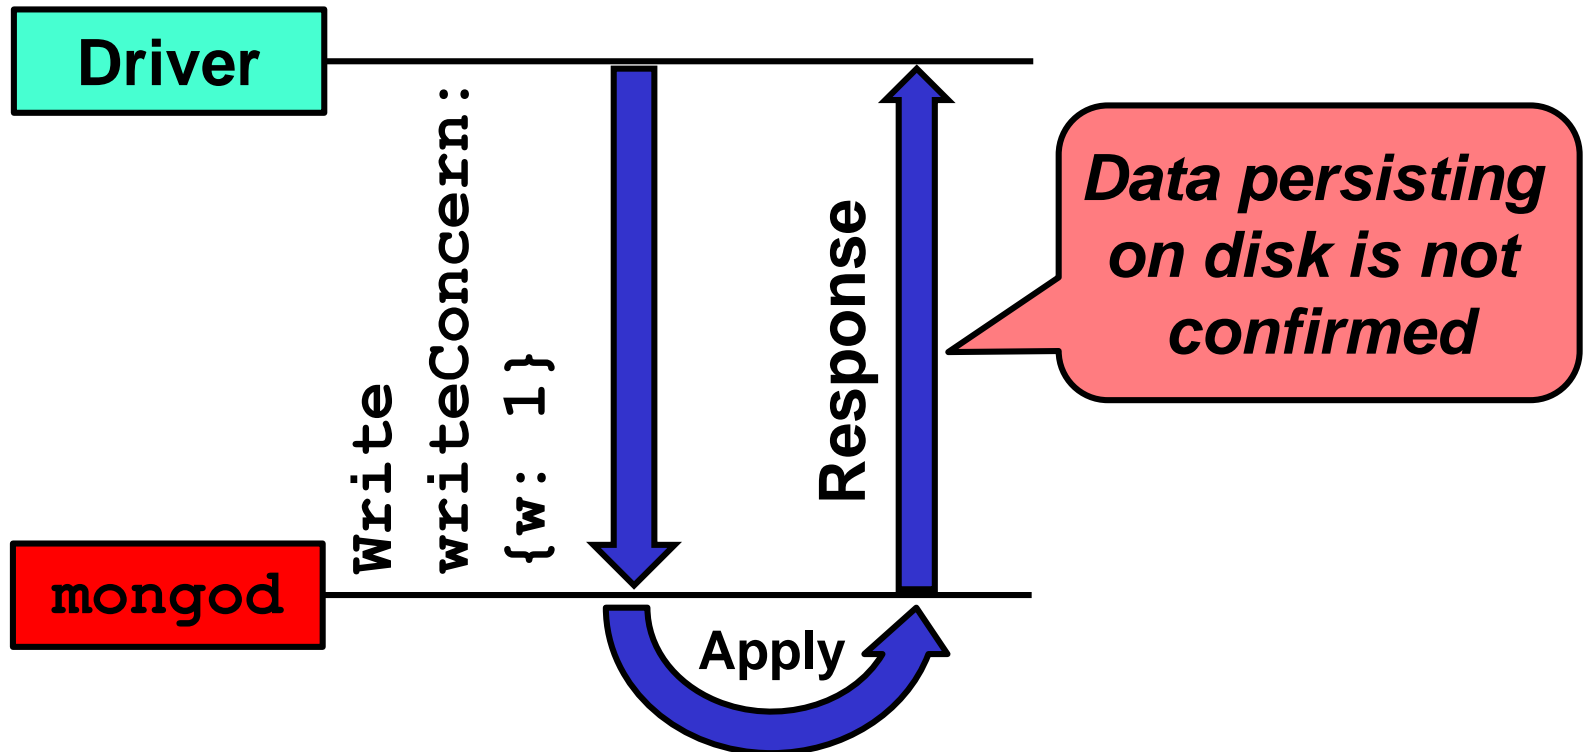 Driver
Write
writeConcern:
{w: 1}
Response
Data persisting
on disk is not
confirmed
mongod
Apply